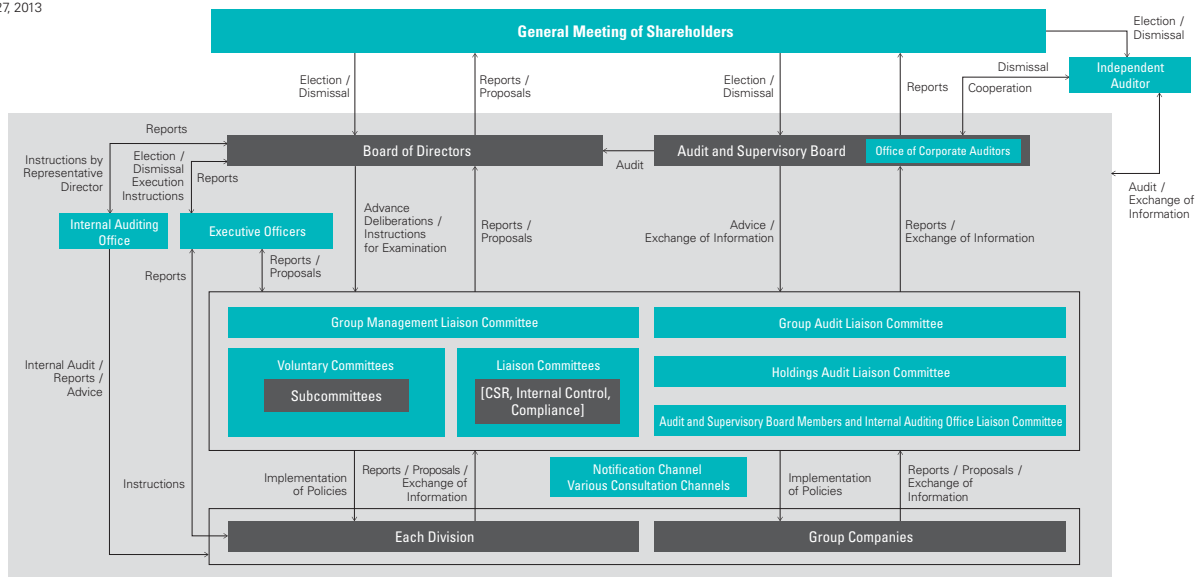 27, 2013
General Meeting of Shareholders
Election /
Dismissal
Independent
Auditor
Dismissal
Cooperation
Election /
Dismissal
Reports /
Proposals
Election /
Dismissal
Reports
Reports
Board of Directors
Audit
Audit and Supervisory Board
Office of Corporate Auditors
Instructions by
Representative
Director
Election /
Dismissal
Execution
Instructions
Reports
Audit /
Exchange of
Information
Internal Auditing
Office
Executive Officers
Advance
Deliberations /
Instructions
for Examination
Reports /
Proposals
Advice /
Exchange of Information
Reports /
Exchange of Information
Reports
Reports /
Proposals
Group Management Liaison Committee
Group Audit Liaison Committee
Voluntary Committees
Subcommittees
Liaison Committees
[CSR, Internal Control,
Compliance]
Holdings Audit Liaison Committee
Audit and Supervisory Board Members and Internal Auditing Office Liaison Committee
Internal Audit /
Reports /
Advice
Instructions
Implementation
of Policies
Reports / Proposals /
Exchange of
Information
Notification Channel
Various Consultation Channels
Implementation
of Policies
Reports / Proposals /
Exchange of
Information
Each Division
Group Companies